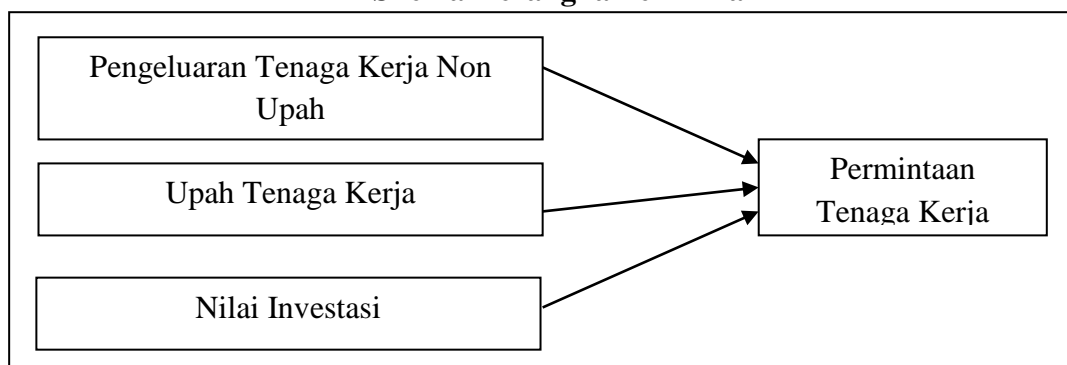 Pengeluaran Tenaga Kerja Non
Upah
Upah Tenaga Kerja
Nilai Investasi
Permintaan
Tenaga Kerja